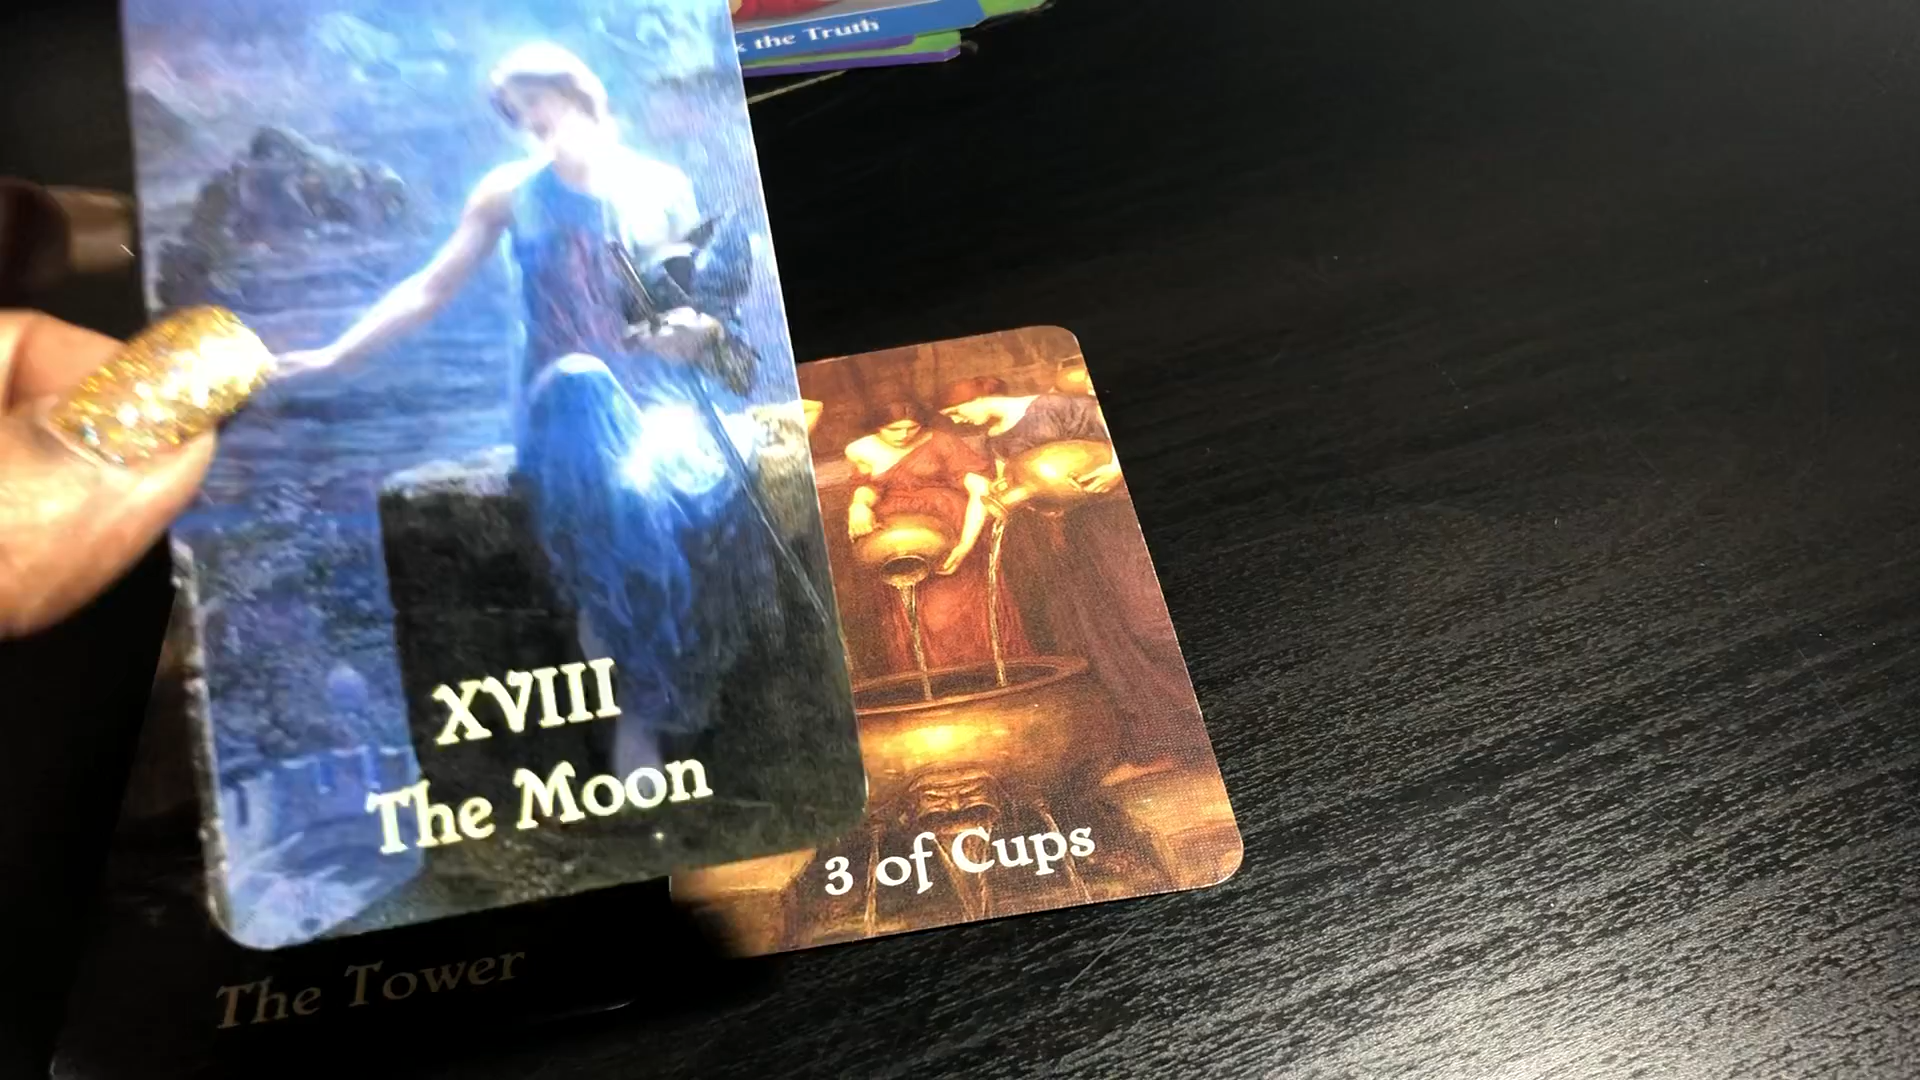 k the Truth
XVIII
The Moon
3 of Cups
The Tower